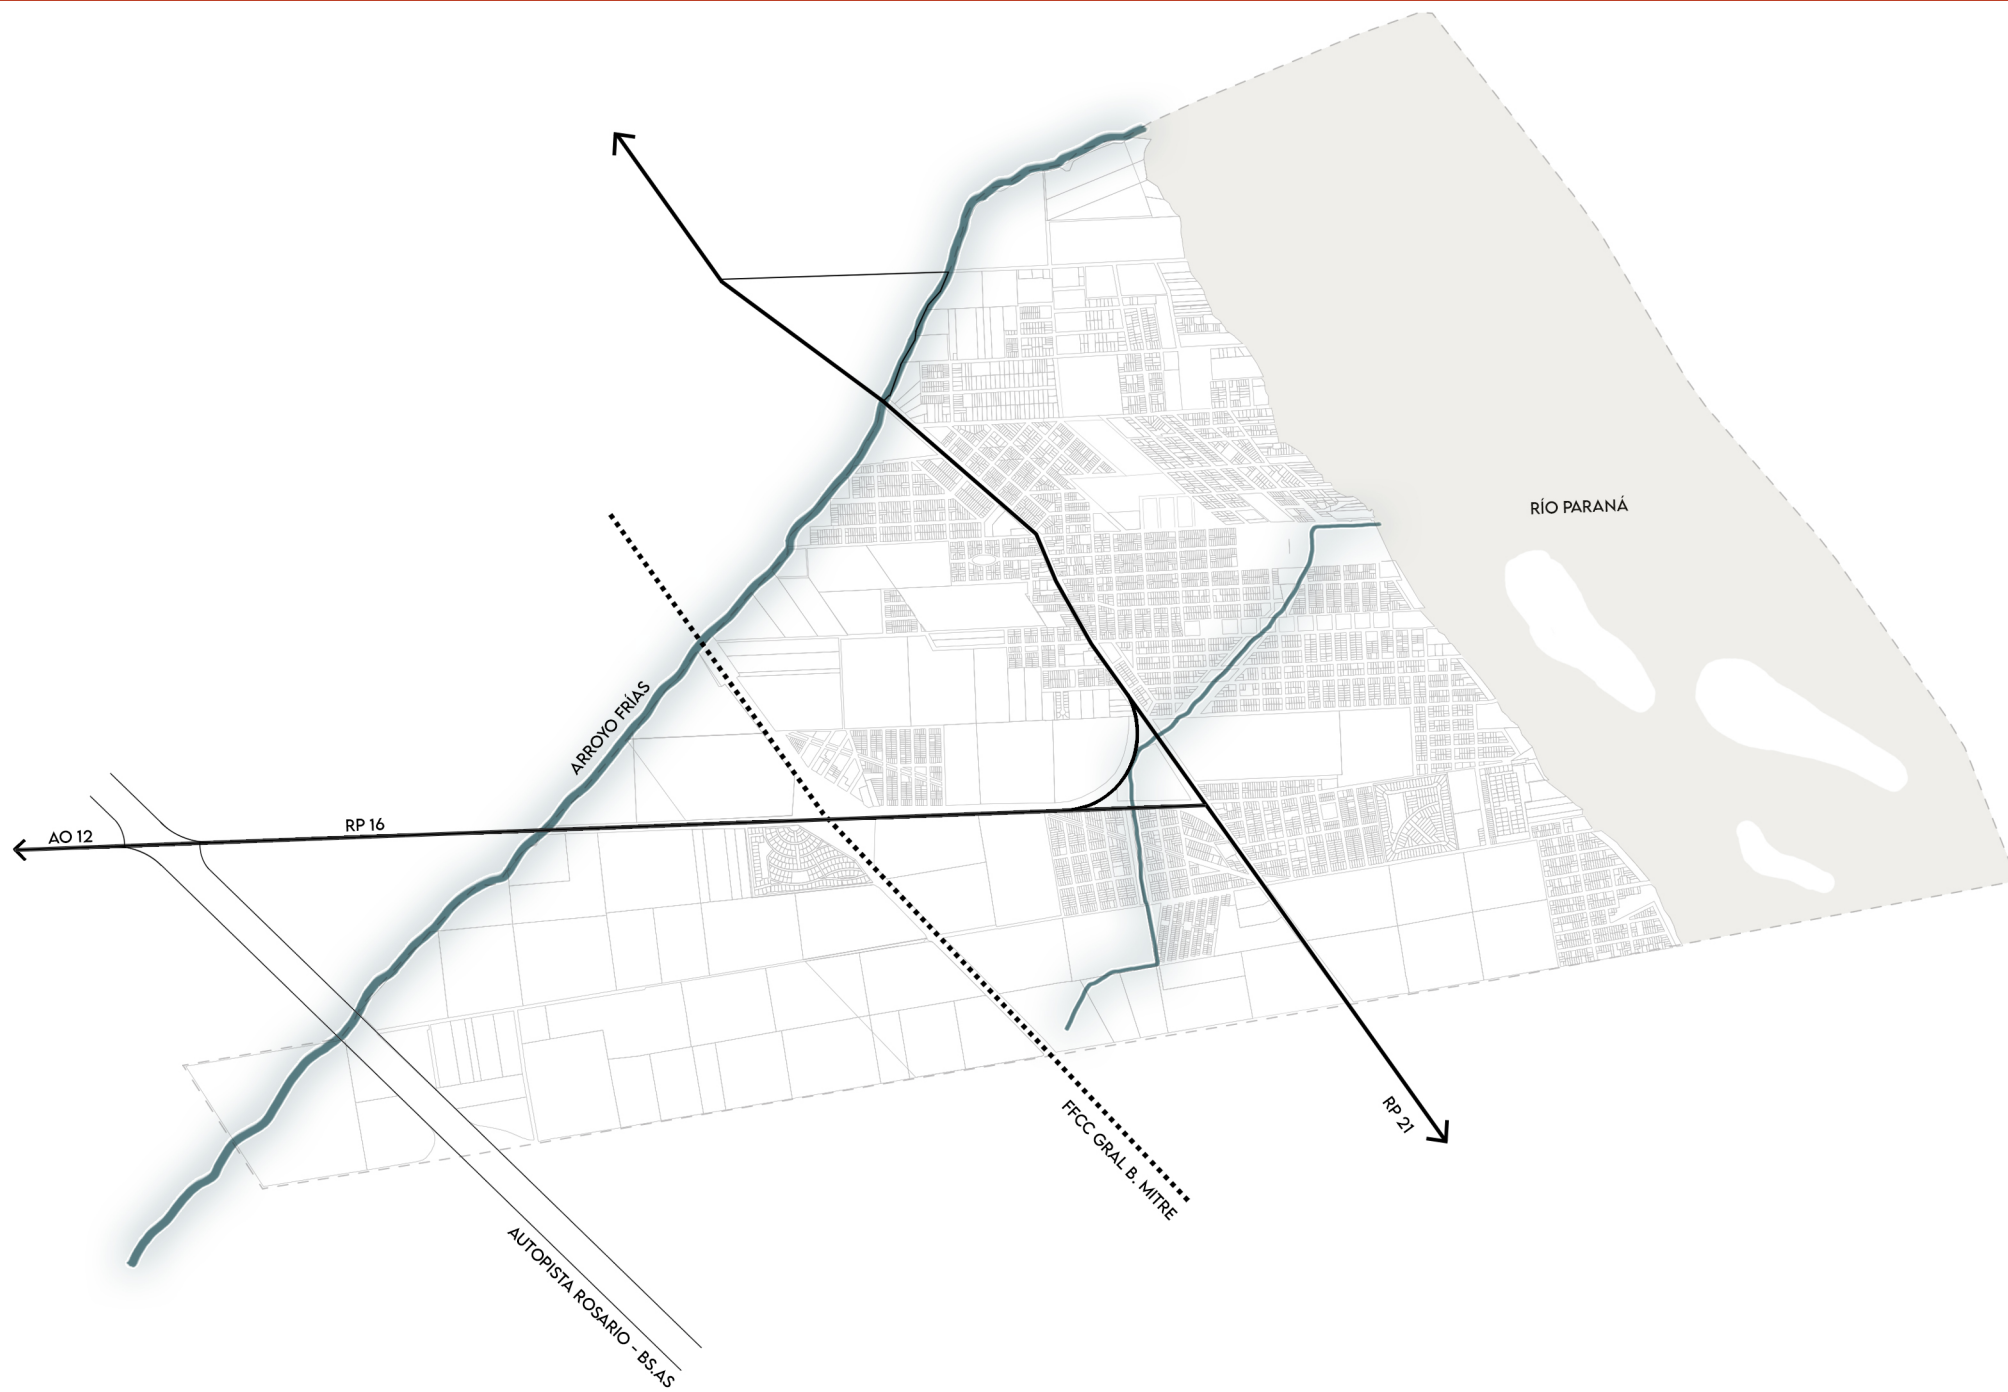 RÍO PARANÁ
ARROYO FRÍAS
RP 16
AO 12
RP 21
FFCC GRAL B. MITRE
AUTOPISTA ROSARIO - BS.AS